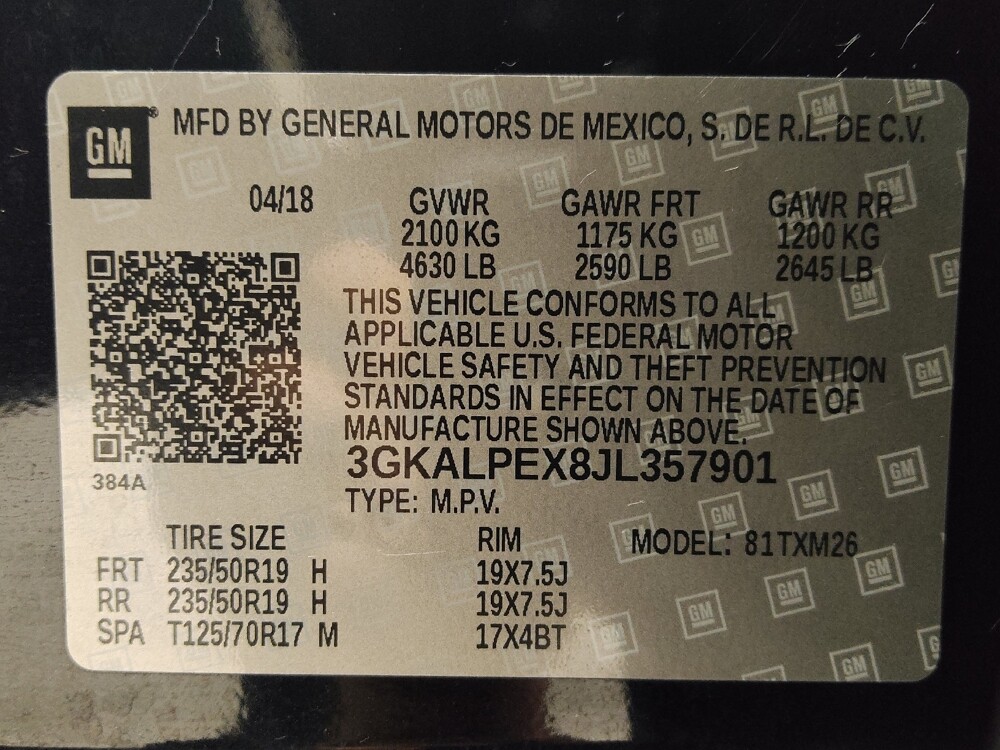 GM® MFD BY GENERAL MOTORS DE MEXICO, S. DE R.L. DE C.V.
04/18 GVWR GAWR FRT GAWR RR
2100 KG 1175 KG 1200 KG
4630 LB 2590 LB 2645 LB
THIS VEHICLE CONFORMS TO ALL
APPLICABLE U.S. FEDERAL MOTOR
VEHICLE SAFETY AND THEFT PREVENTION
STANDARDS IN EFFECT ON THE DATE OF
MANUFACTURE SHOWN ABOVE.
3GKALPEX8JL357901
384A
TYPE: M.P.V.
TIRE SIZE RIM MODEL: 81TXM26
FRT 235/50R19 H 19X7.5J
RR 235/50R19 H 19X7.5J
SPA T125/70R17 M 17X4BT